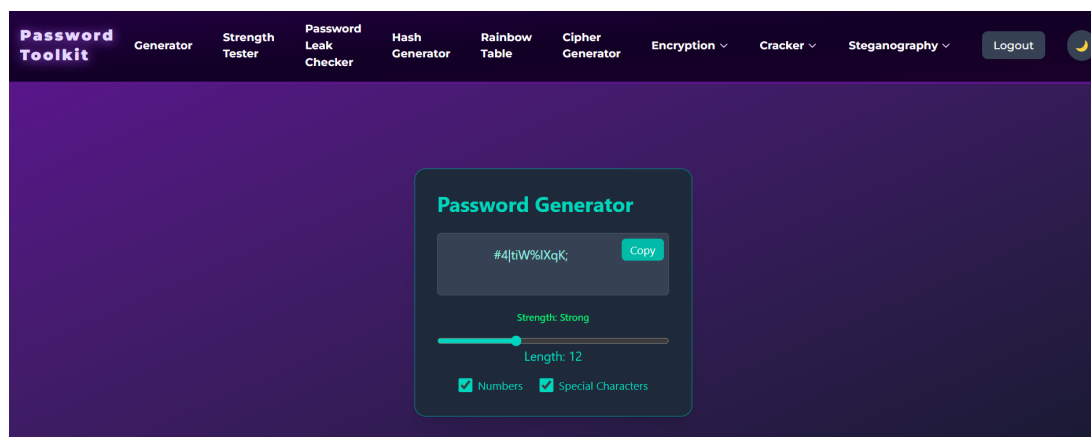 Password
Toolkit
Generator
Strength
Tester
Password
Leak
Checker
Hash
Generator
Rainbow
Table
Cipher
Generator
Encryption
Cracker
Steganography
Logout
Password Generator
#4|tiW%IXqK;
Copy
Strength: Strong
Length: 12
Numbers
Special Characters